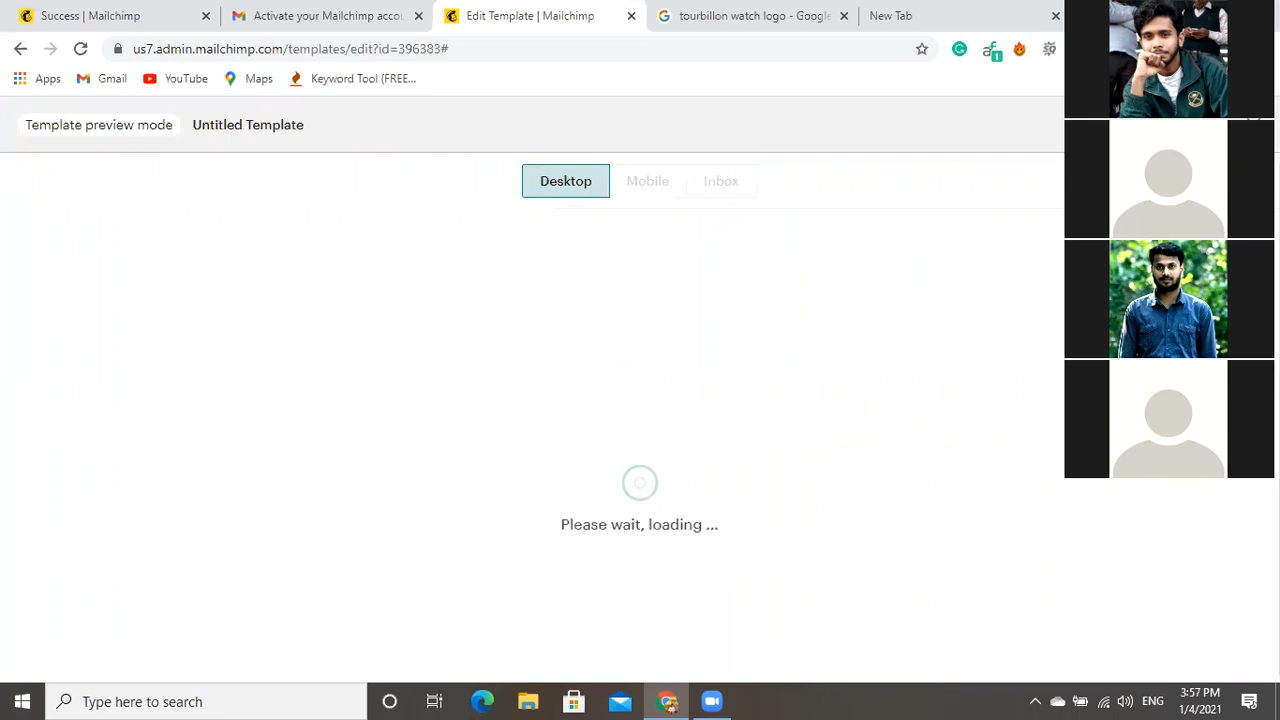 Success | Mailchimp
Activate your Mailchimp accou
Edit Template | Mailchimp
tourbillon watch logo - Google
New Tab
us7.admin.mailchimp.com/templates/edit?id=396383#
1
Apps
Gmail
YouTube
Maps
Keyword Tool (FREE...
Template preview mode
Untitled Template
Desktop
Mobile
Inbox
Please wait, loading ...
Type here to search
ENG
3:57 PM
1/4/2021